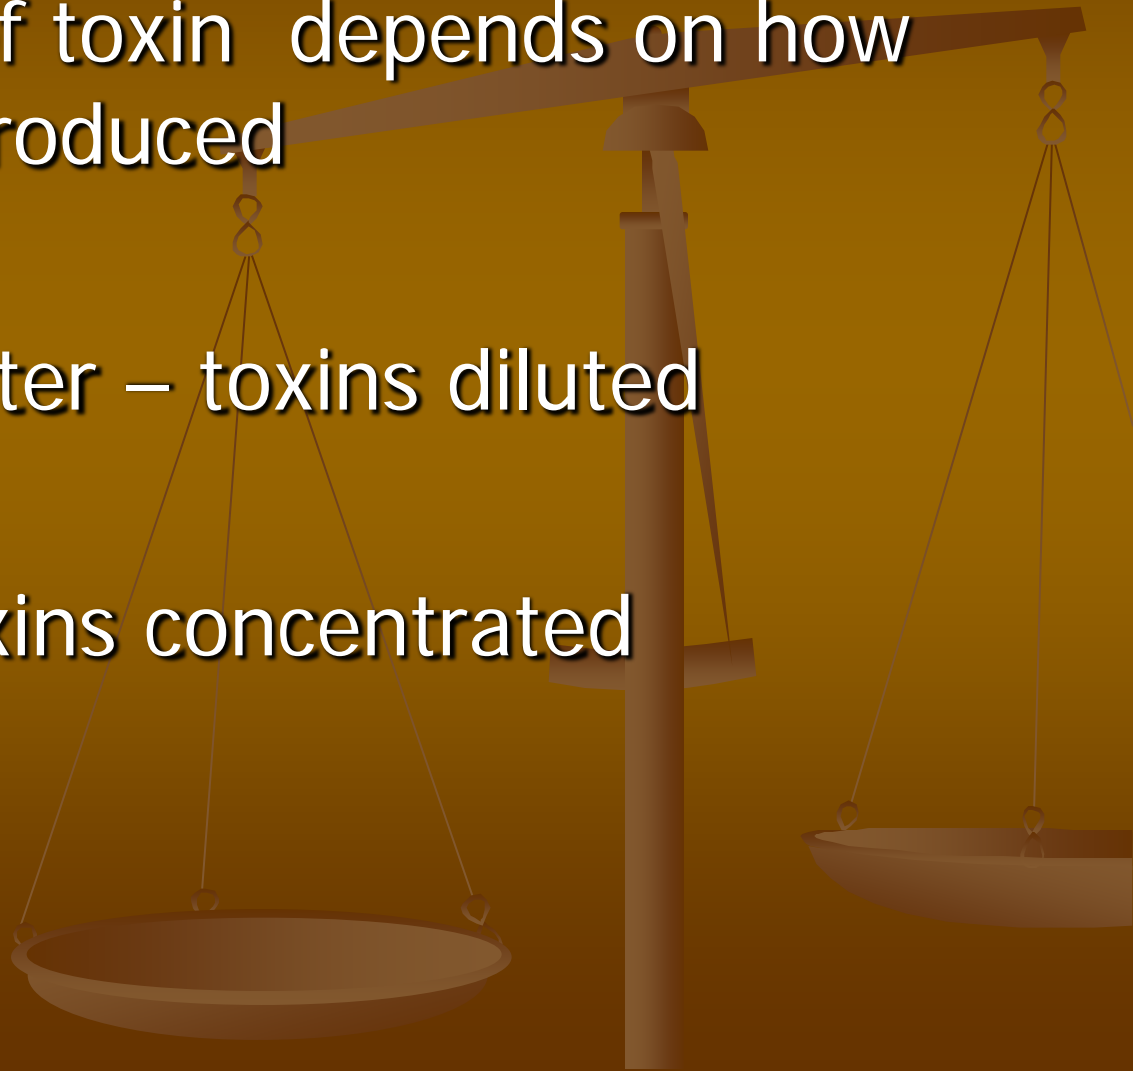 f toxin depends on how
roduced
ter – toxins diluted
xins concentrated